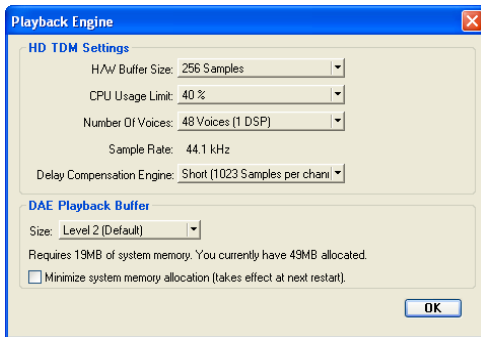 Playback Engine
HD TDM Settings
H/W Buffer Size: 256 Samples
CPU Usage Limit: 40 %
Number Of Voices: 48 Voices (1 DSP)
Sample Rate: 44.1 kHz
Delay Compensation Engine: Short (1023 Samples per chan
DAE Playback Buffer
Size: Level 2 (Default)
Requires 19MB of system memory. You currently have 49MB allocated.
Minimize system memory allocation (takes effect at next restart).
OK